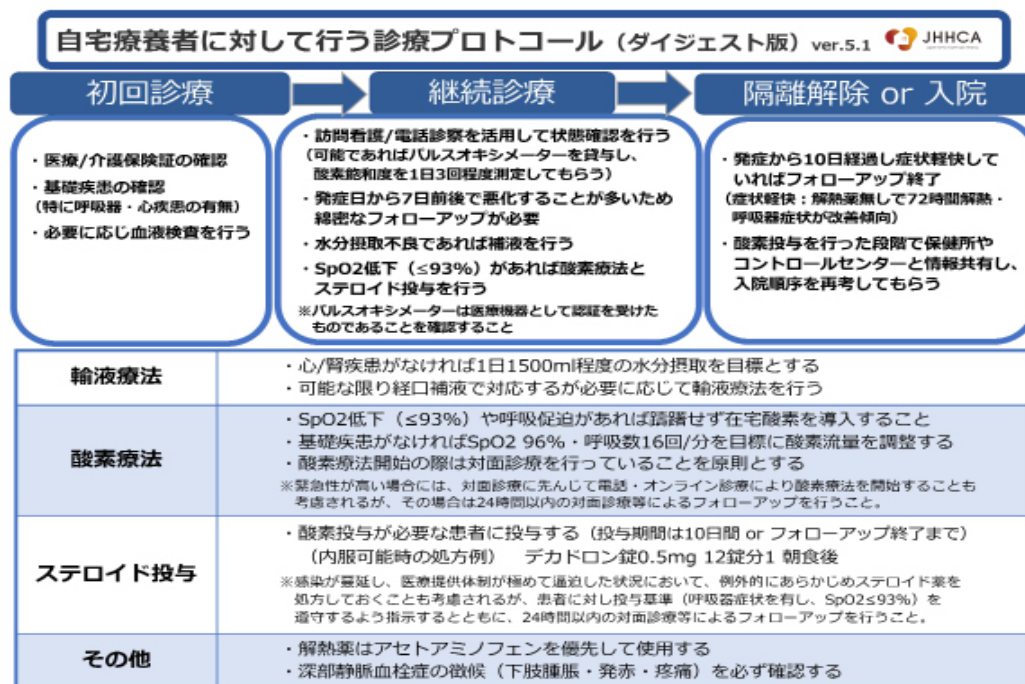 自宅療養者に対して行う診療プロトコール（ダイジェスト版）ver.5.1 JHHCA
初回診療
・医療/介護保険証の確認
・基礎疾患の確認
（特に呼吸器・心疾患の有無）
・必要に応じ血液検査を行う
継続診療
・訪問看護/電話診察を活用して状態確認を行う
（可能であればパルスオキシメーターを貸与し、
酸素飽和度を1日3回程度測定してもらう）
・発症日から7日前後で悪化することが多いため
綿密なフォローアップが必要
・水分摂取不良であれば補液を行う
・SpO2低下（≤93%）があれば酸素療法と
ステロイド投与を行う
※パルスオキシメーターは医療機器として認証を受けた
ものであることを確認すること
隔離解除 or 入院
・発症から10日経過し症状軽快して
いればフォローアップ終了
（症状軽快：解熱薬無しで72時間解熱・
呼吸器症状が改善傾向）
・酸素投与を行った段階で保健所や
コントロールセンターと情報共有し、
入院順序を再考してもらう
輸液療法
・心/腎疾患がなければ1日1500ml程度の水分摂取を目標とする
・可能な限り経口補液で対応するが必要に応じて輸液療法を行う
酸素療法
・SpO2低下（≤93%）や呼吸促迫があれば躊躇せず在宅酸素を導入すること
・基礎疾患がなければSpO2 96%・呼吸数16回/分を目標に酸素流量を調整する
・酸素療法開始の際は対面診療を行っていることを原則とする
※緊急性が高い場合には、対面診療に先んじて電話・オンライン診療により酸素療法を開始することも
考慮されるが、その場合は24時間以内の対面診療等によるフォローアップを行うこと。
ステロイド投与
・酸素投与が必要な患者に投与する（投与期間は10日間 or フォローアップ終了まで）
（内服可能時の処方例） デカドロン錠0.5mg 12錠分1 朝食後
※感染が蔓延し、医療提供体制が極めて逼迫した状況において、例外的にあらかじめステロイド薬を
処方しておくことも考慮されるが、患者に対し投与基準（呼吸器症状を有し、SpO2≤93%）を
遵守するよう指示するとともに、24時間以内の対面診療等によるフォローアップを行うこと。
その他
・解熱薬はアセトアミノフェンを優先して使用する
・深部静脈血栓症の徴候（下肢腫脹・発赤・疼痛）を必ず確認する